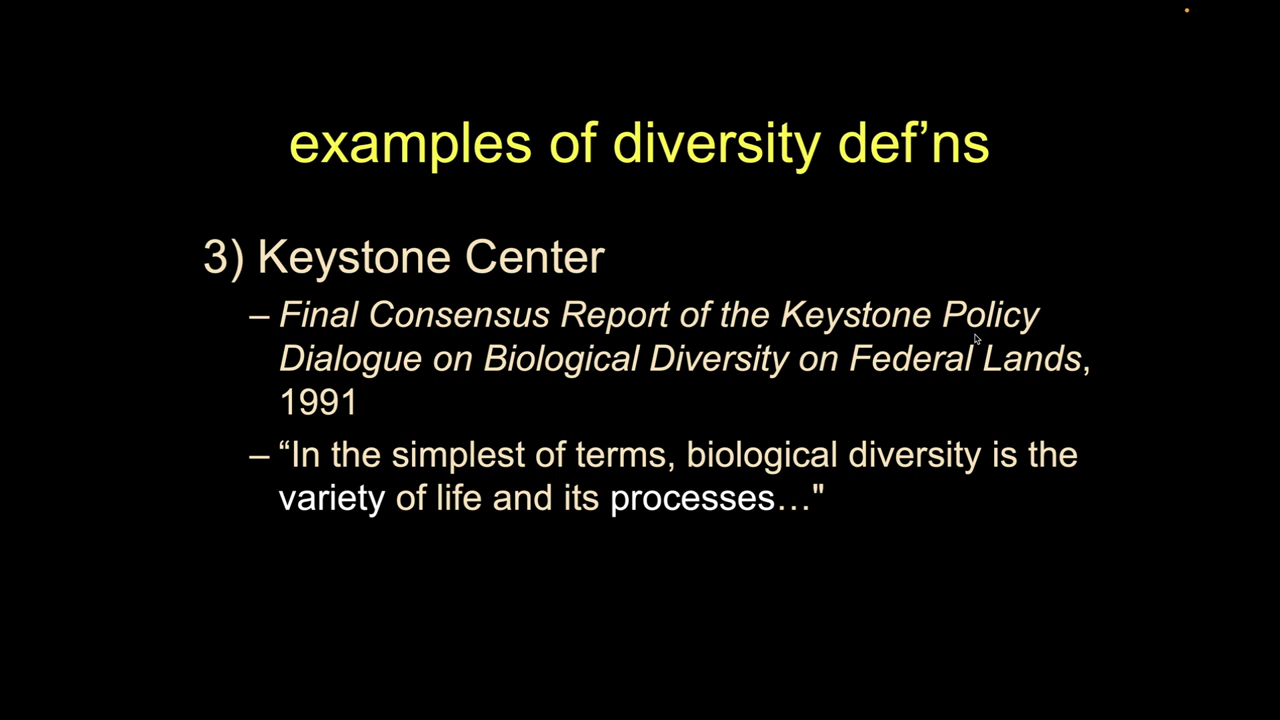 examples of diversity def’ns
3) Keystone Center
– Final Consensus Report of the Keystone Policy
Dialogue on Biological Diversity on Federal Lands,
1991
– “In the simplest of terms, biological diversity is the
variety of life and its processes…"